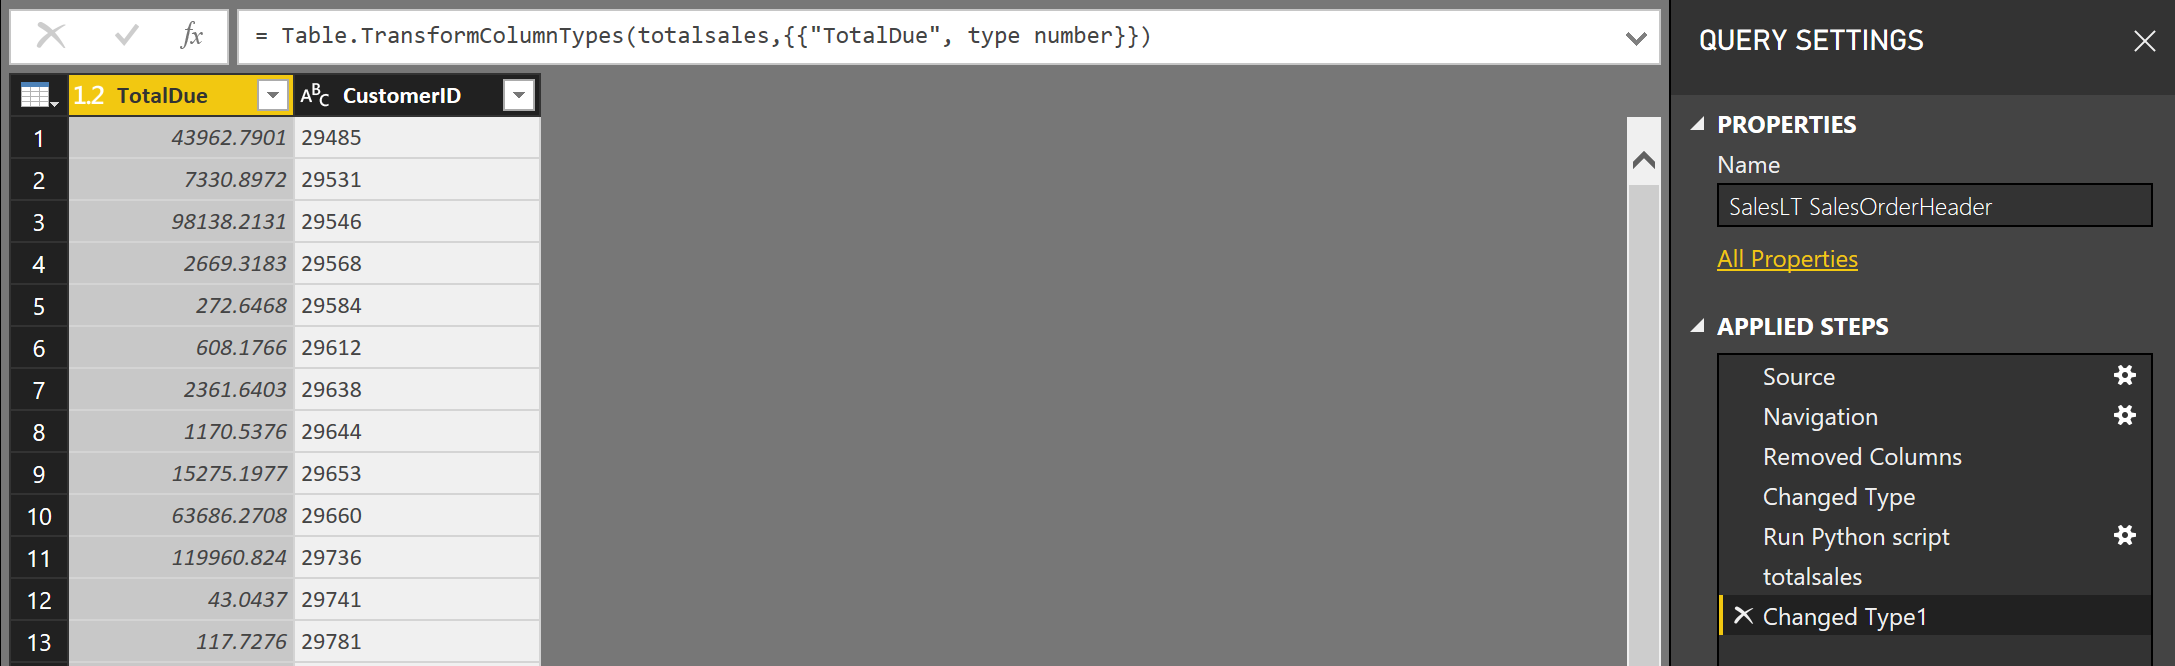 fx = Table.TransformColumnTypes(totalsales,{{"TotalDue", type number}})
1.2 TotalDue ABC CustomerID
1 43962.7901 29485
2 7330.8972 29531
3 98138.2131 29546
4 2669.3183 29568
5 272.6468 29584
6 608.1766 29612
7 2361.6403 29638
8 1170.5376 29644
9 15275.1977 29653
10 63686.2708 29660
11 119960.824 29736
12 43.0437 29741
13 117.7276 29781
QUERY SETTINGS
PROPERTIES
Name
SalesLT SalesOrderHeader
All Properties
APPLIED STEPS
Source
Navigation
Removed Columns
Changed Type
Run Python script
totalsales
Changed Type1